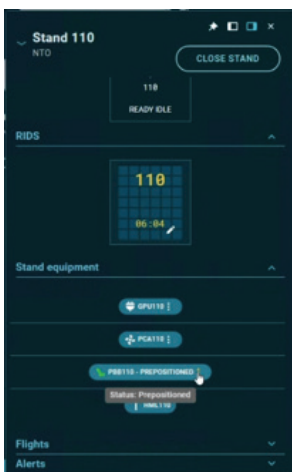 Stand 110
NTO
CLOSE STAND
110
READY IDLE
RIDS
110
06:04
Stand equipment
GPU110
PCA110
PBB110 - PREPOSITIONED
Status: Prepositioned
RML110
Flights
Alerts